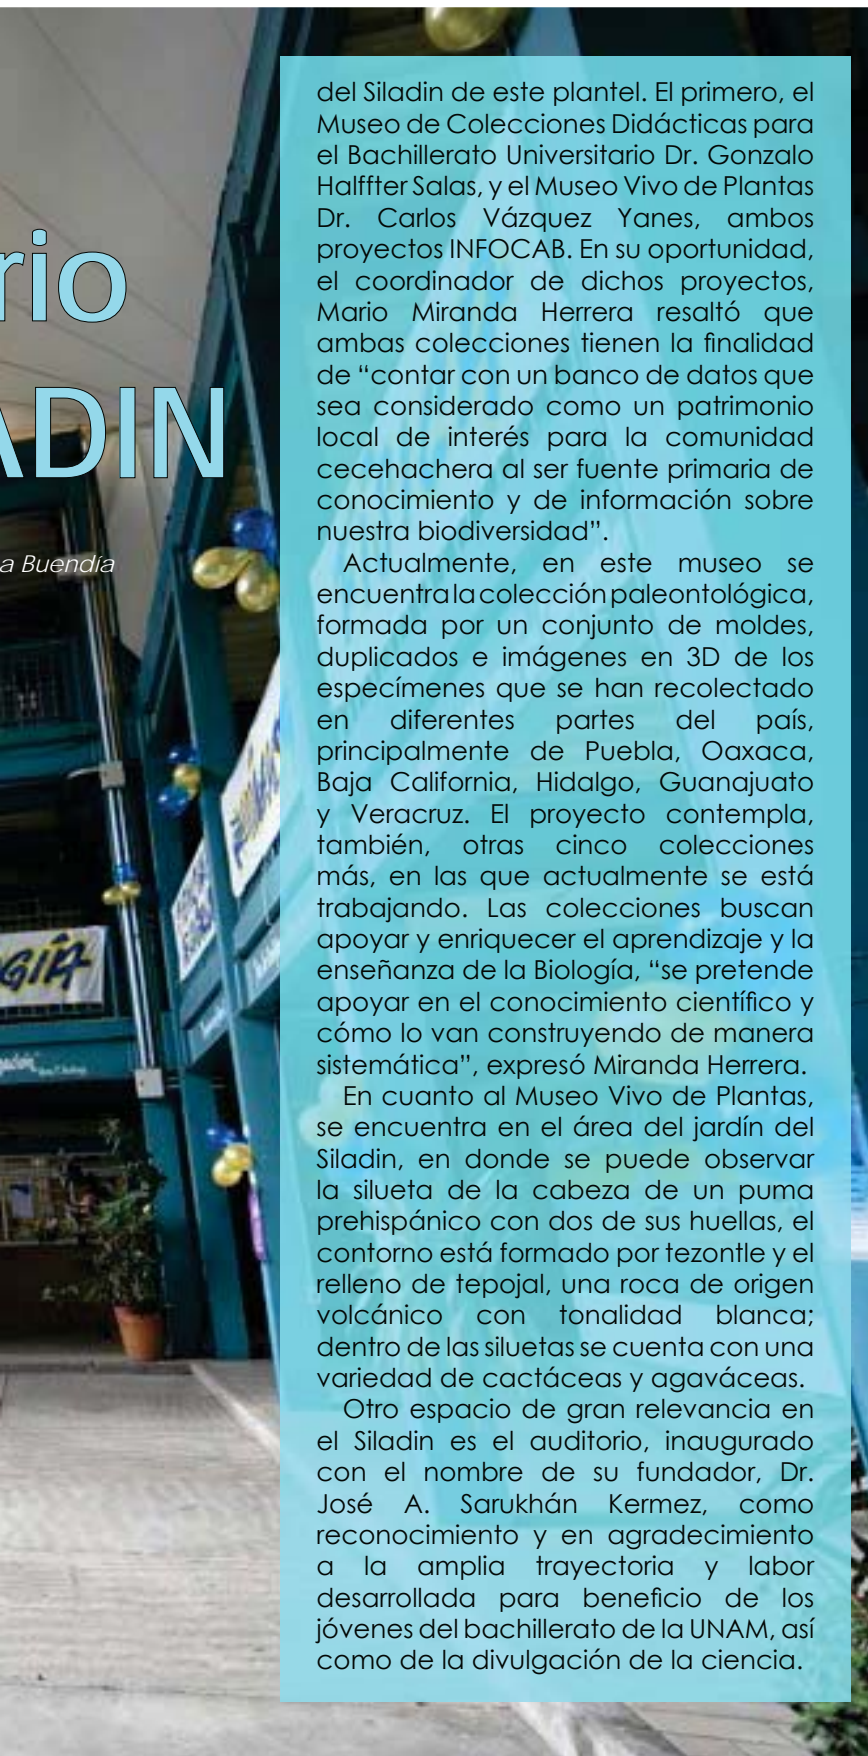 rio
ADIN
a Buendía
GÍA
del Siladin de este plantel. El primero, el
Museo de Colecciones Didácticas para
el Bachillerato Universitario Dr. Gonzalo
Halffter Salas, y el Museo Vivo de Plantas
Dr. Carlos Vázquez Yanes, ambos
proyectos INFOCAB. En su oportunidad,
el coordinador de dichos proyectos,
Mario Miranda Herrera resaltó que
ambas colecciones tienen la finalidad
de “contar con un banco de datos que
sea considerado como un patrimonio
local de interés para la comunidad
cecehachera al ser fuente primaria de
conocimiento y de información sobre
nuestra biodiversidad”.
Actualmente, en este museo se
encuentra la colección paleontológica,
formada por un conjunto de moldes,
duplicados e imágenes en 3D de los
especímenes que se han recolectado
en diferentes partes del país,
principalmente de Puebla, Oaxaca,
Baja California, Hidalgo, Guanajuato
y Veracruz. El proyecto contempla,
también, otras cinco colecciones
más, en las que actualmente se está
trabajando. Las colecciones buscan
apoyar y enriquecer el aprendizaje y la
enseñanza de la Biología, “se pretende
apoyar en el conocimiento científico y
cómo lo van construyendo de manera
sistemática”, expresó Miranda Herrera.
En cuanto al Museo Vivo de Plantas,
se encuentra en el área del jardín del
Siladin, en donde se puede observar
la silueta de la cabeza de un puma
prehispánico con dos de sus huellas, el
contorno está formado por tezontle y el
relleno de tepojal, una roca de origen
volcánico con tonalidad blanca;
dentro de las siluetas se cuenta con una
variedad de cactáceas y agaváceas.
Otro espacio de gran relevancia en
el Siladin es el auditorio, inaugurado
con el nombre de su fundador, Dr.
José A. Sarukhán Kermez, como
reconocimiento y en agradecimiento
a la amplia trayectoria y labor
desarrollada para beneficio de los
jóvenes del bachillerato de la UNAM, así
como de la divulgación de la ciencia.